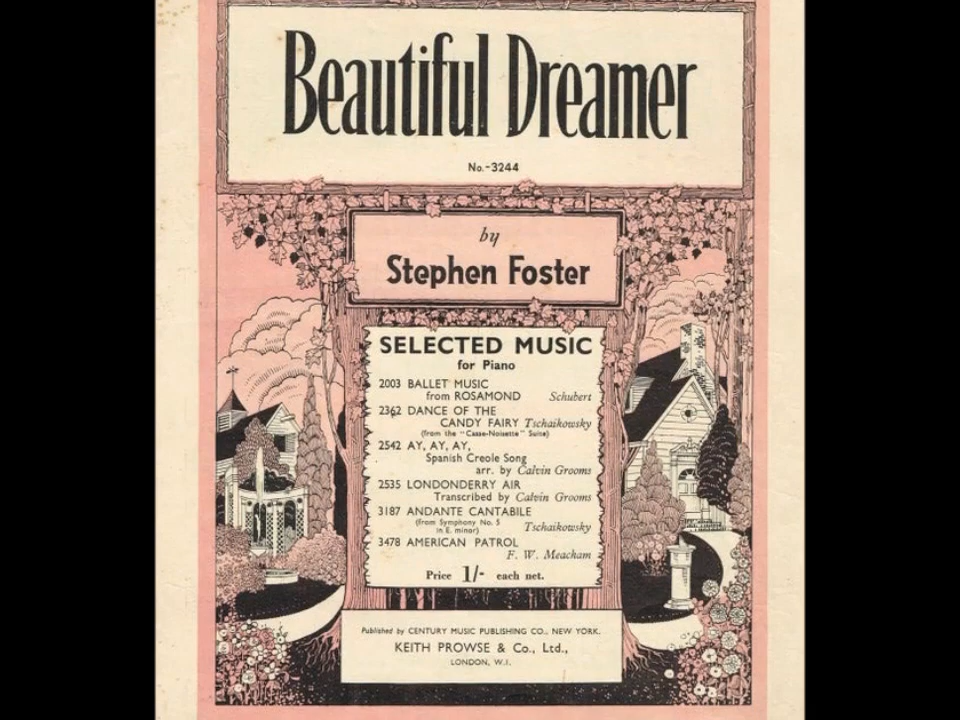 Beautiful Dreamer
No.-3244
by
Stephen Foster
SELECTED MUSIC
for Piano
2003 BALLET MUSIC
from ROSAMOND Schubert
2362 DANCE OF THE
CANDY FAIRY Tschaikowsky
(from the "Casse-Noisette" Suite)
2542 AY, AY, AY,
Spanish Creole Song
arr. by Calvin Grooms
2535 LONDONDERRY AIR
Transcribed by Calvin Grooms
3187 ANDANTE CANTABILE
(from Symphony No. 5
in E. minor) Tschaikowsky
3478 AMERICAN PATROL
F. W. Meacham
Price 1/- each net.
Published by CENTURY MUSIC PUBLISHING CO., NEW YORK.
KEITH PROWSE & Co., Ltd.,
LONDON, W.I.